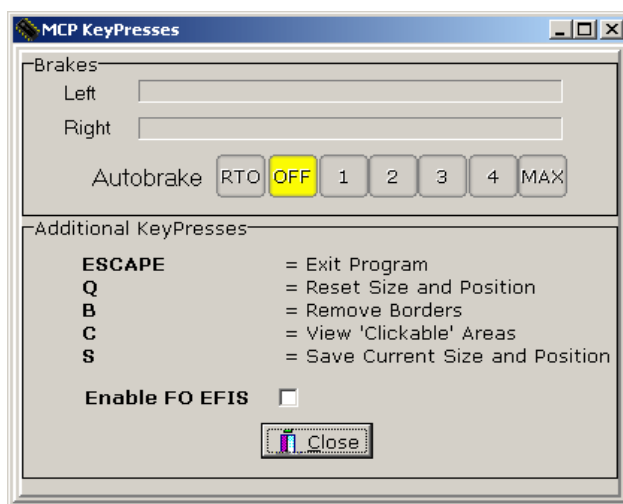 MCP KeyPresses
Brakes
Left
Right
Autobrake RTO OFF 1 2 3 4 MAX
Additional KeyPresses
ESCAPE = Exit Program
Q = Reset Size and Position
B = Remove Borders
C = View 'Clickable' Areas
S = Save Current Size and Position
Enable FO EFIS
Close